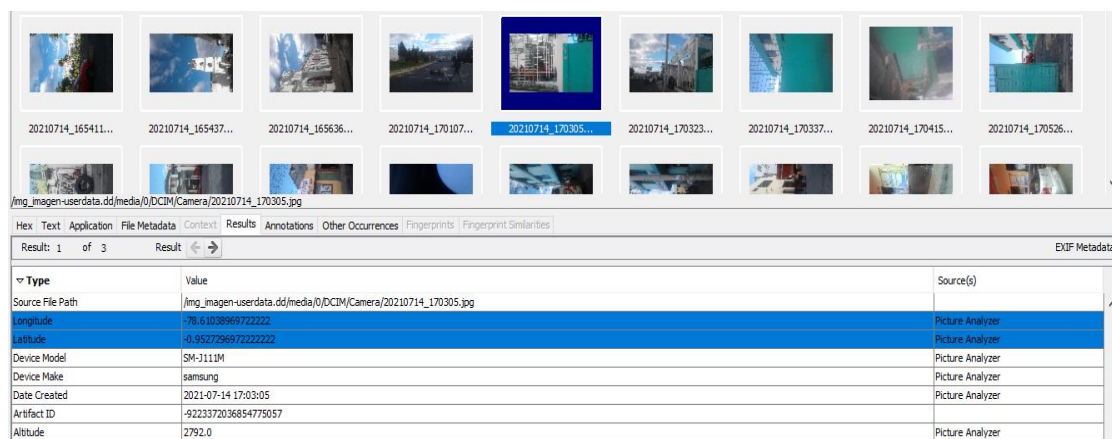 20210714_165411... 20210714_165437... 20210714_165636... 20210714_170107... 20210714_170305... 20210714_170323... 20210714_170337... 20210714_170415... 20210714_170526...
/img_imagen-userdata.dd/media/0/DCIM/Camera/20210714_170305.jpg
Hex Text Application File Metadata Context Results Annotations Other Occurrences Fingerprints Fingerprint Similarities
Result: 1 of 3 Result EXIF Metadata
Type Value Source(s)
Source File Path /img_imagen-userdata.dd/media/0/DCIM/Camera/20210714_170305.jpg
Longitude -78.61038969722222 Picture Analyzer
Latitude -0.9527296972222222 Picture Analyzer
Device Model SM-J111M Picture Analyzer
Device Make samsung Picture Analyzer
Date Created 2021-07-14 17:03:05 Picture Analyzer
Artifact ID -9223372036854775057
Altitude 2792.0 Picture Analyzer